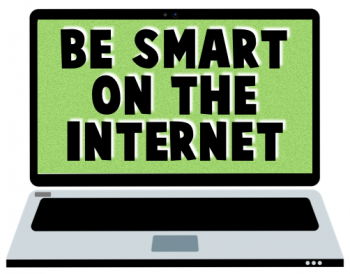 BE SMART
ON THE
INTERNET